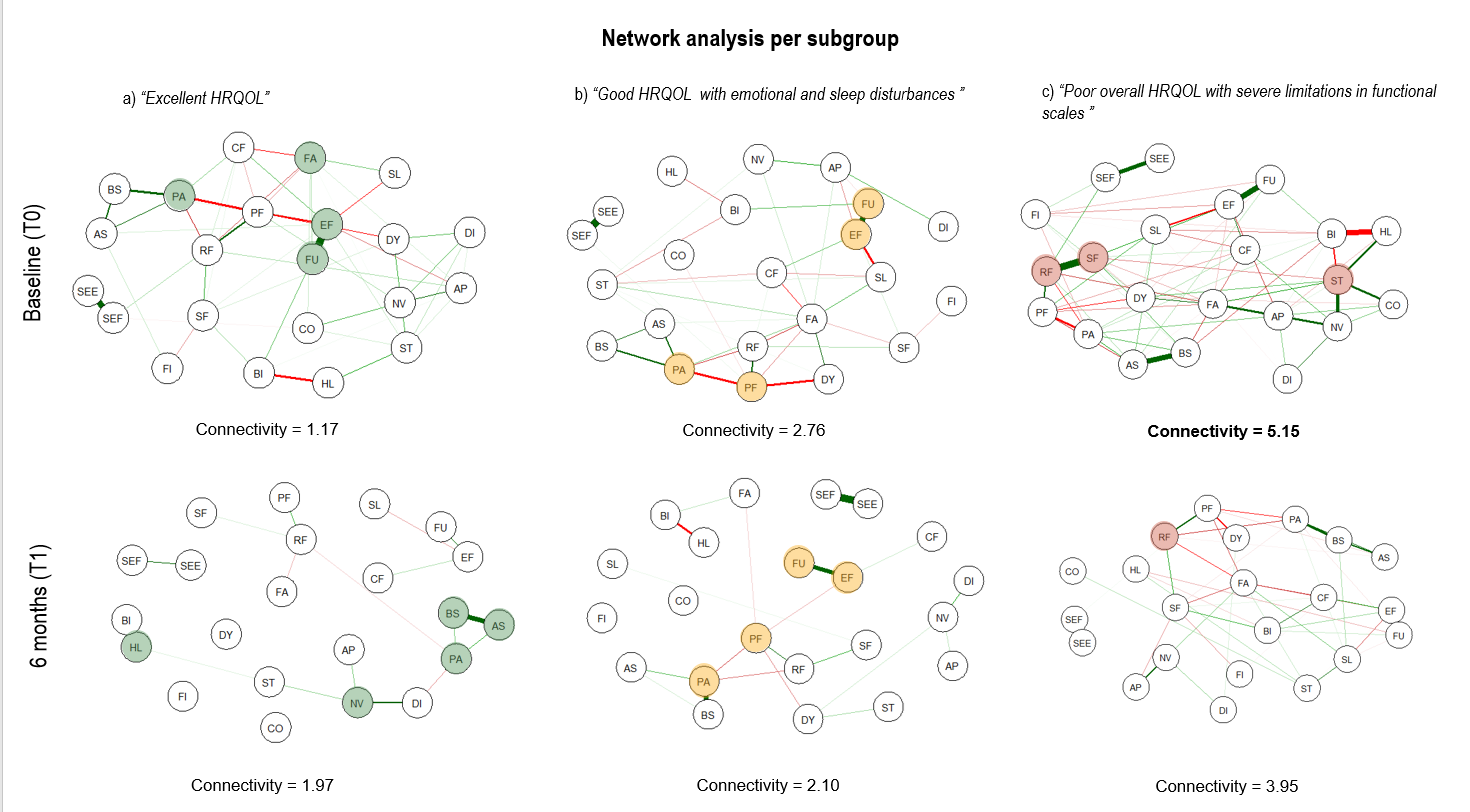 Network analysis per subgroup
a) “Excellent HRQOL”
b) “Good HRQOL with emotional and sleep disturbances ”
c) “Poor overall HRQOL with severe limitations in functional
scales ”
Baseline (T0)
CF
FA
SL
BS
PA
PF
EF
AS
RF
DY
DI
FU
SEE
SEF
AP
NV
SF
CO
ST
FI
BI
HL
Connectivity = 1.17
NV
HL
AP
FU
SEE
BI
DI
SEF
EF
CO
CF
SL
ST
FI
AS
FA
BS
RF
SF
PA
PF
DY
Connectivity = 2.76
SEE
SEF
FU
FI
EF
SL
BI
HL
CF
SF
RF
ST
DY
FA
CO
PF
AP
NV
PA
BS
AS
DI
Connectivity = 5.15
6 months (T1)
PF
SL
SF
FU
RF
EF
SEF
SEE
CF
FA
BS
AS
BI
DY
HL
AP
PA
ST
FI
NV
DI
CO
Connectivity = 1.97
FA
SEF
SEE
BI
HL
CF
SL
FU
EF
DI
CO
FI
NV
PF
SF
AS
RF
AP
PA
BS
DY
ST
Connectivity = 2.10
PF
PA
RF
DY
BS
AS
CO
HL
FA
CF
SF
EF
SEF
BI
FU
SEE
NV
SL
FI
AP
ST
DI
Connectivity = 3.95